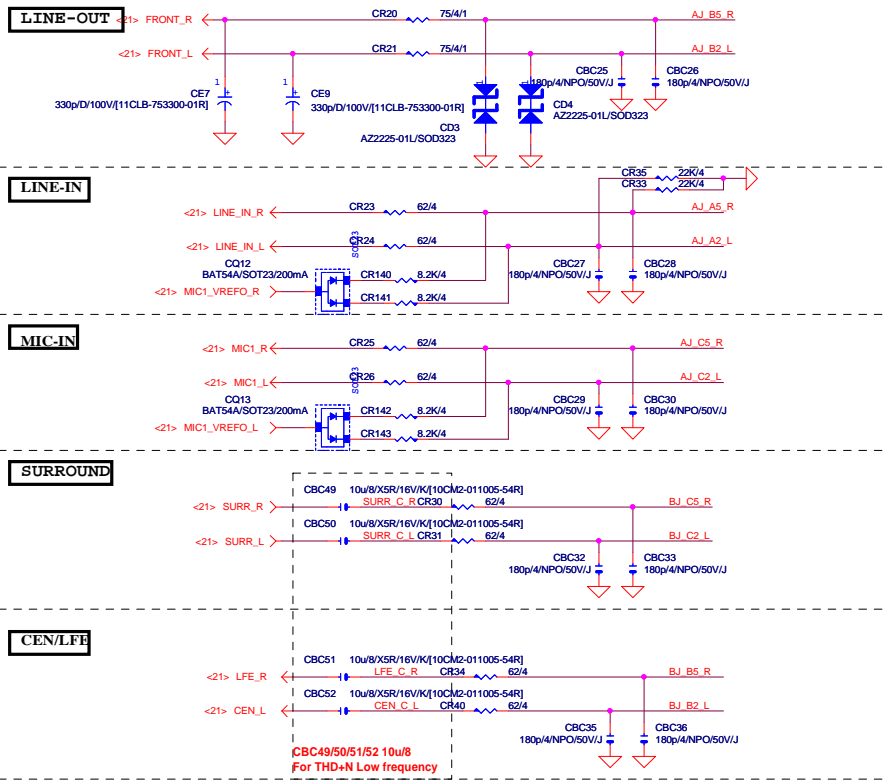 LINE-OUT
<21> FRONT_R
CR20 75/4/1
AJ_B5_R
<21> FRONT_L
CR21 75/4/1
AJ_B2_L
CBC25
180p/4/NPO/50V/J
CBC26
180p/4/NPO/50V/J
1
CE7
330p/D/100V/[11CLB-753300-01R]
1
CE9
330p/D/100V/[11CLB-753300-01R]
1
CD3
AZ2225-01L/SOD323
1
CD4
AZ2225-01L/SOD323
LINE-IN
CR35 22K/4
CR33 22K/4
<21> LINE_IN_R
CR23 62/4
AJ_A5_R
<21> LINE_IN_L
CR24 62/4
AJ_A2_L
SOT23
CQ12
BAT54A/SOT23/200mA
<21> MIC1_VREFO_R
CR140 8.2K/4
CR141 8.2K/4
CBC27
180p/4/NPO/50V/J
CBC28
180p/4/NPO/50V/J
MIC-IN
<21> MIC1_R
CR25 62/4
AJ_C5_R
<21> MIC1_L
CR26 62/4
AJ_C2_L
SOT23
CQ13
BAT54A/SOT23/200mA
<21> MIC1_VREFO_L
CR142 8.2K/4
CR143 8.2K/4
CBC29
180p/4/NPO/50V/J
CBC30
180p/4/NPO/50V/J
SURROUND
CBC49 10u/8/X5R/16V/K/[10CM2-011005-54R]
<21> SURR_R
SURR_C_R CR30 62/4
BJ_C5_R
CBC50 10u/8/X5R/16V/K/[10CM2-011005-54R]
<21> SURR_L
SURR_C_L CR31 62/4
BJ_C2_L
CBC32
180p/4/NPO/50V/J
CBC33
180p/4/NPO/50V/J
CEN/LFE
CBC51 10u/8/X5R/16V/K/[10CM2-011005-54R]
<21> LFE_R
LFE_C_R CR34 62/4
BJ_B5_R
CBC52 10u/8/X5R/16V/K/[10CM2-011005-54R]
<21> CEN_L
CEN_C_L CR40 62/4
BJ_B2_L
CBC35
180p/4/NPO/50V/J
CBC36
180p/4/NPO/50V/J
CBC49/50/51/52 10u/8
For THD+N Low frequency